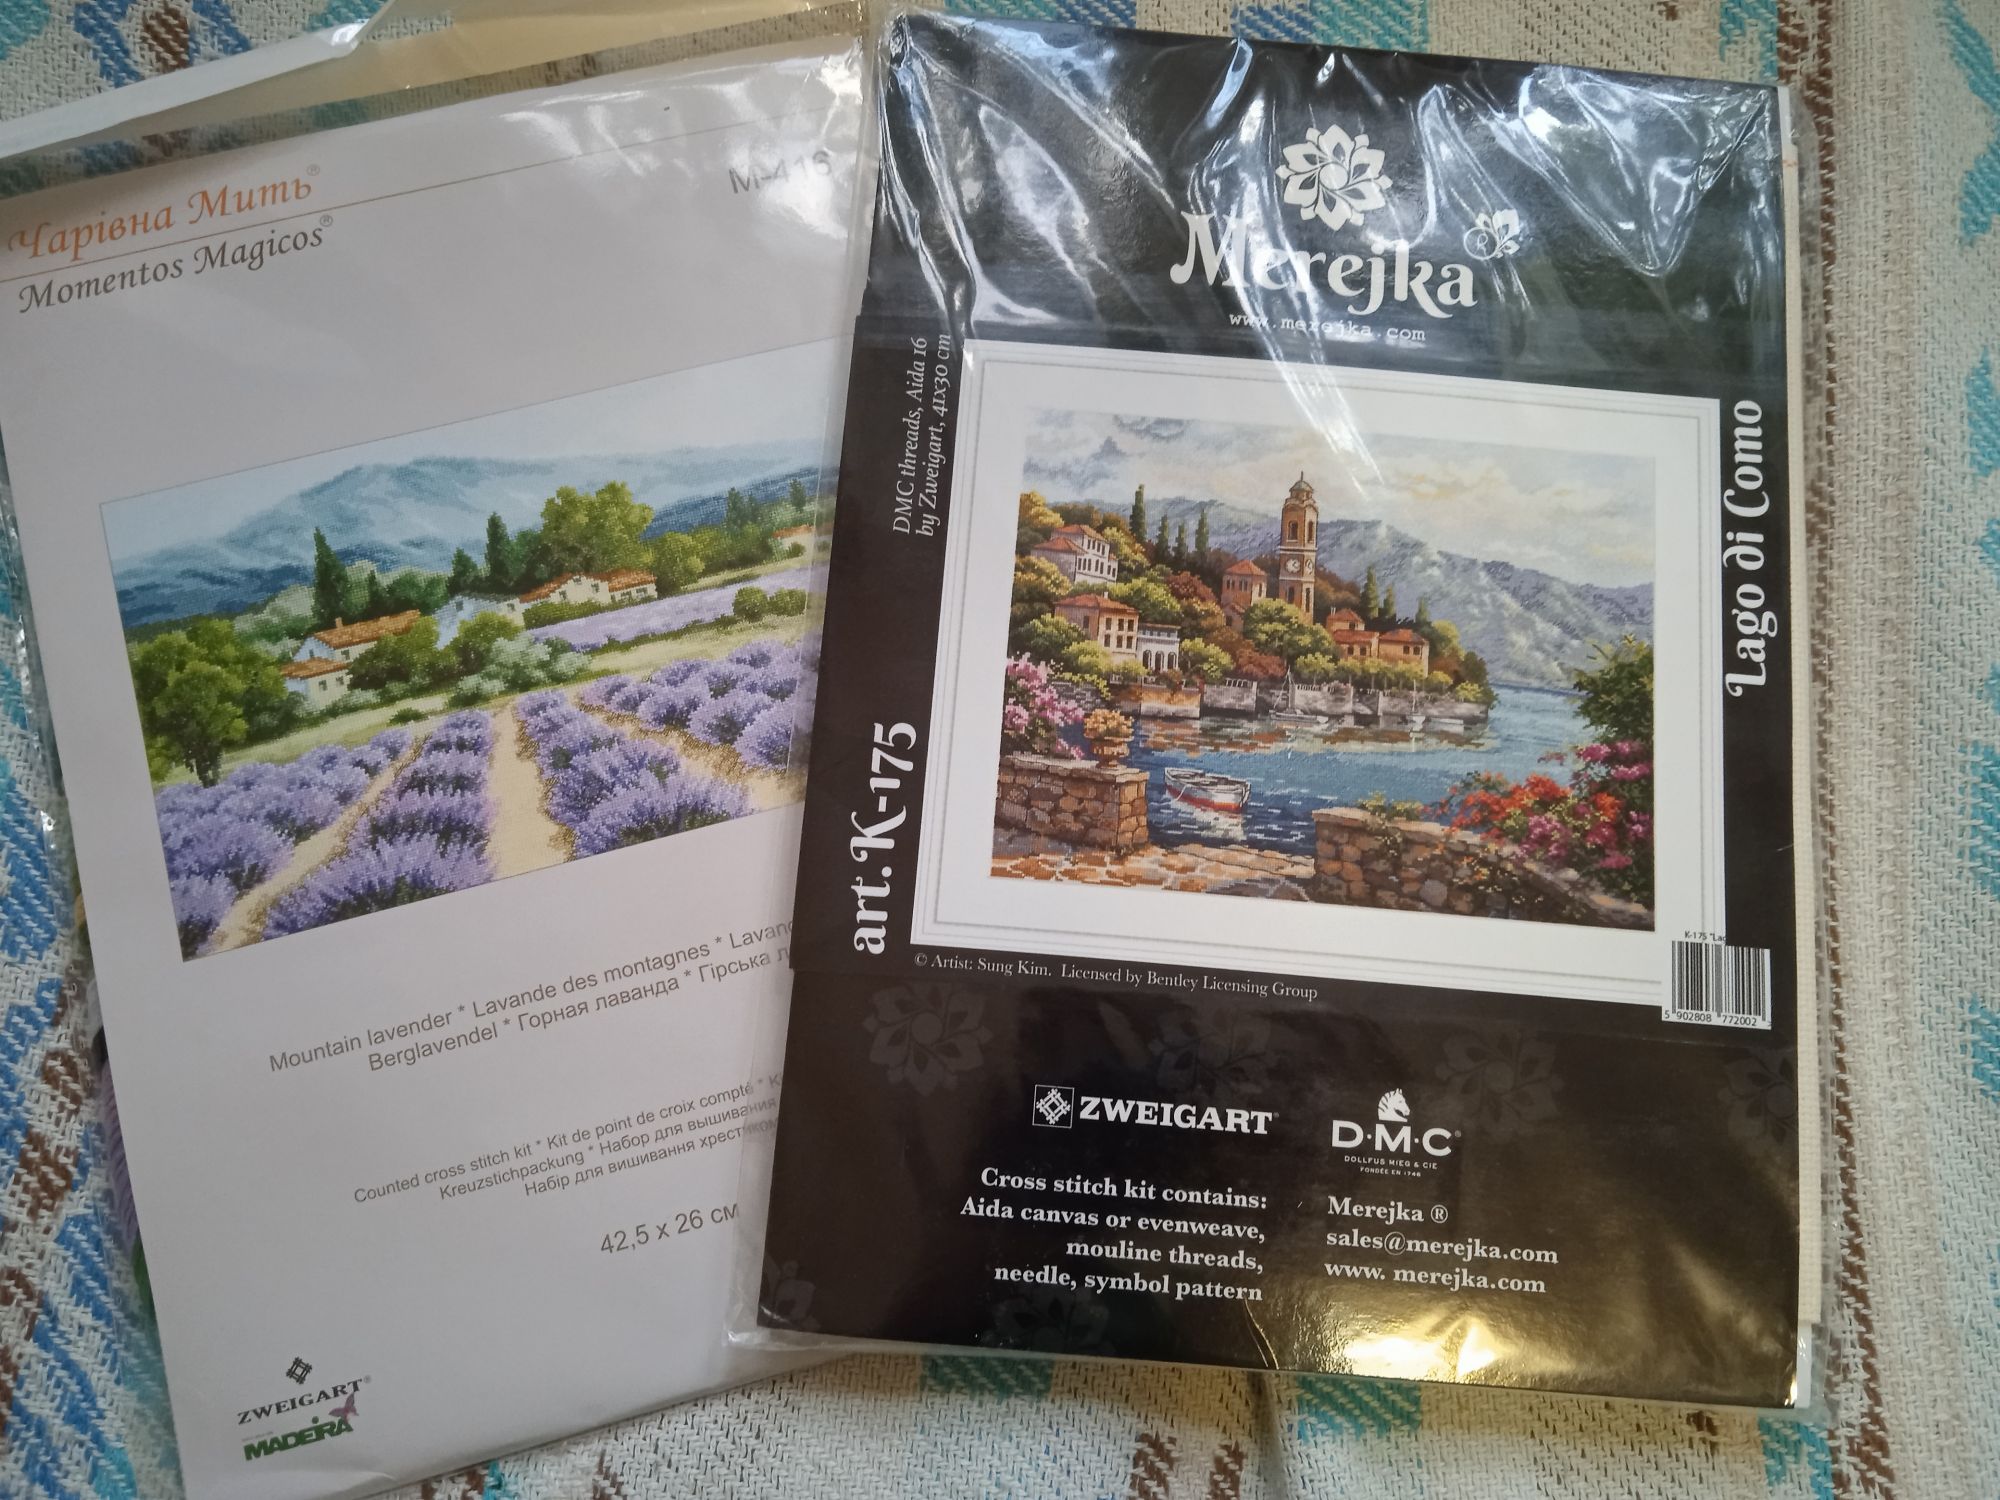 Чарівна Мить®
Momentos Magicos®
M-416
Mountain lavender * Lavande des montagnes *
Berglavendel * Горная лаванда * Гірська
Counted cross stitch kit * Kit de point de croix compté *
Kreuzstichpackung * Набор для вышивания
Набір для вишивання хрестиком
42,5 x 26 см
ZWEIGART®
MADEIRA
Merejka ®
www.merejka.com
DMC threads, Aida 16
by Zweigart, 41x30 cm
art.K-175
Lago di Como
K-175
5 902808 772002
© Artist: Sung Kim. Licensed by Bentley Licensing Group
ZWEIGART®
D·M·C®
DOLLFUS MIEG & CIE
FONDÉE EN 1746
Cross stitch kit contains:
Aida canvas or evenweave,
mouline threads,
needle, symbol pattern
Merejka ®
sales@merejka.com
www. merejka.com